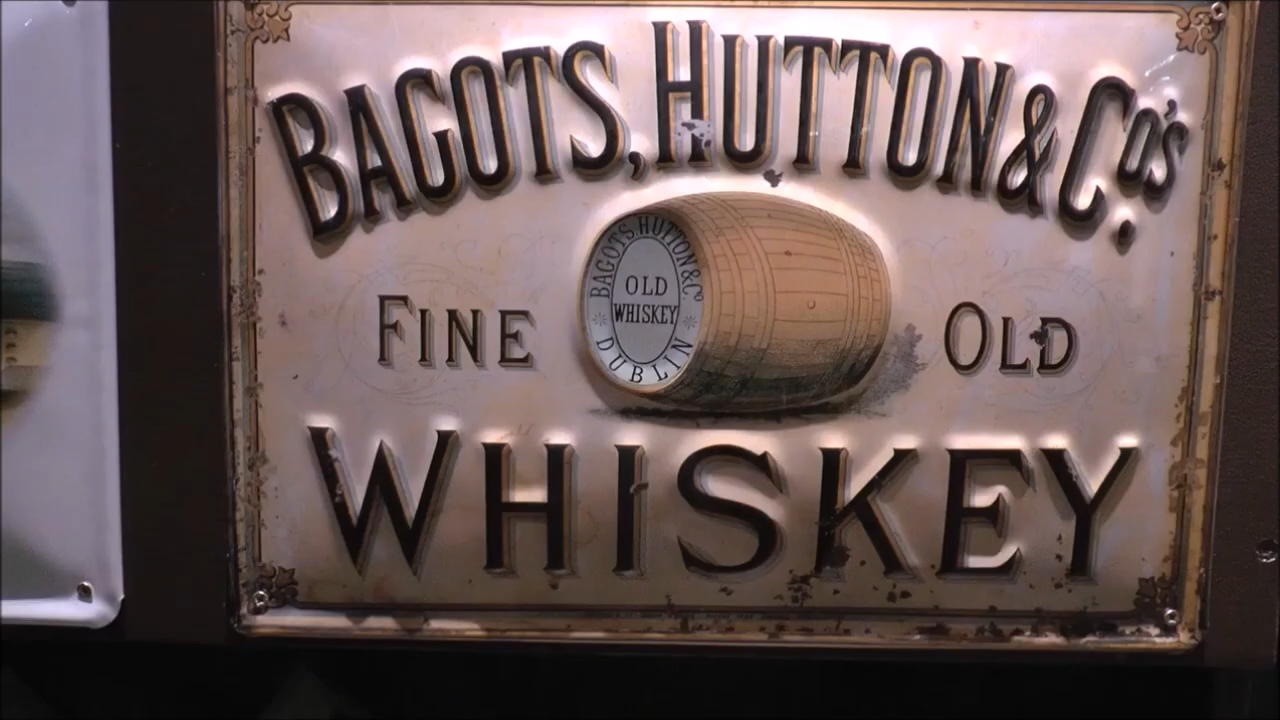 BAGOTS, HUTTON & Co's.
BAGOTS, HUTTON & Co.
OLD
WHISKEY
DUBLIN
FINE OLD
WHISKEY